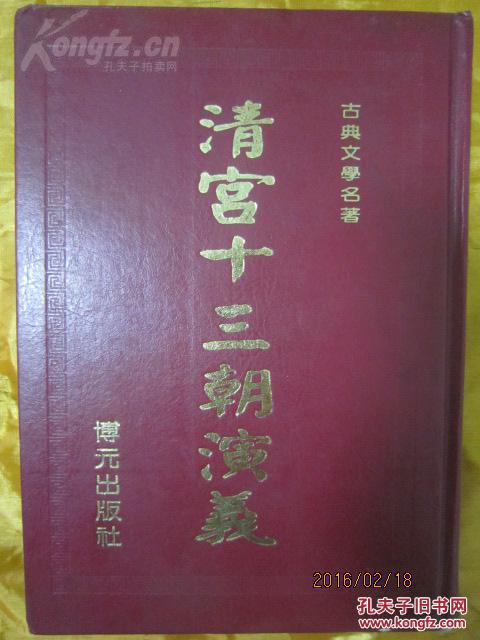 Kongfz.cn
孔夫子拍卖网
古典文學名著
清宮十三朝演義
博元出版社
2016/02/18
孔夫子旧书网
www.kongfz.com